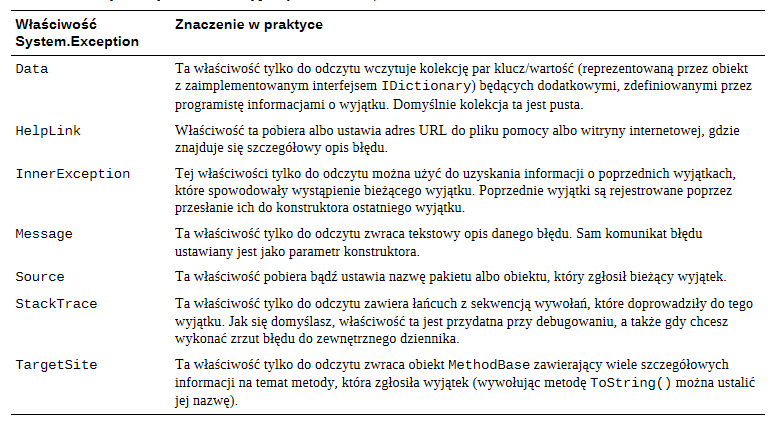 Właściwość
System.Exception
Znaczenie w praktyce
Data
Ta właściwość tylko do odczytu wczytuje kolekcję par klucz/wartość (reprezentowaną przez obiekt
z zaimplementowanym interfejsem IDictionary) będących dodatkowymi, zdefiniowanymi przez
programistę informacjami o wyjątku. Domyślnie kolekcja ta jest pusta.
HelpLink
Właściwość ta pobiera albo ustawia adres URL do pliku pomocy albo witryny internetowej, gdzie
znajduje się szczegółowy opis błędu.
InnerException
Tej właściwości tylko do odczytu można użyć do uzyskania informacji o poprzednich wyjątkach,
które spowodowały wystąpienie bieżącego wyjątku. Poprzednie wyjątki są rejestrowane poprzez
przesłanie ich do konstruktora ostatniego wyjątku.
Message
Ta właściwość tylko do odczytu zwraca tekstowy opis danego błędu. Sam komunikat błędu
ustawiany jest jako parametr konstruktora.
Source
Ta właściwość pobiera bądź ustawia nazwę pakietu albo obiektu, który zgłosił bieżący wyjątek.
StackTrace
Ta właściwość tylko do odczytu zawiera łańcuch z sekwencją wywołań, które doprowadziły do tego
wyjątku. Jak się domyślasz, właściwość ta jest przydatna przy debugowaniu, a także gdy chcesz
wykonać zrzut błędu do zewnętrznego dziennika.
TargetSite
Ta właściwość tylko do odczytu zwraca obiekt MethodBase zawierający wiele szczegółowych
informacji na temat metody, która zgłosiła wyjątek (wywołując metodę ToString() można ustalić
jej nazwę).